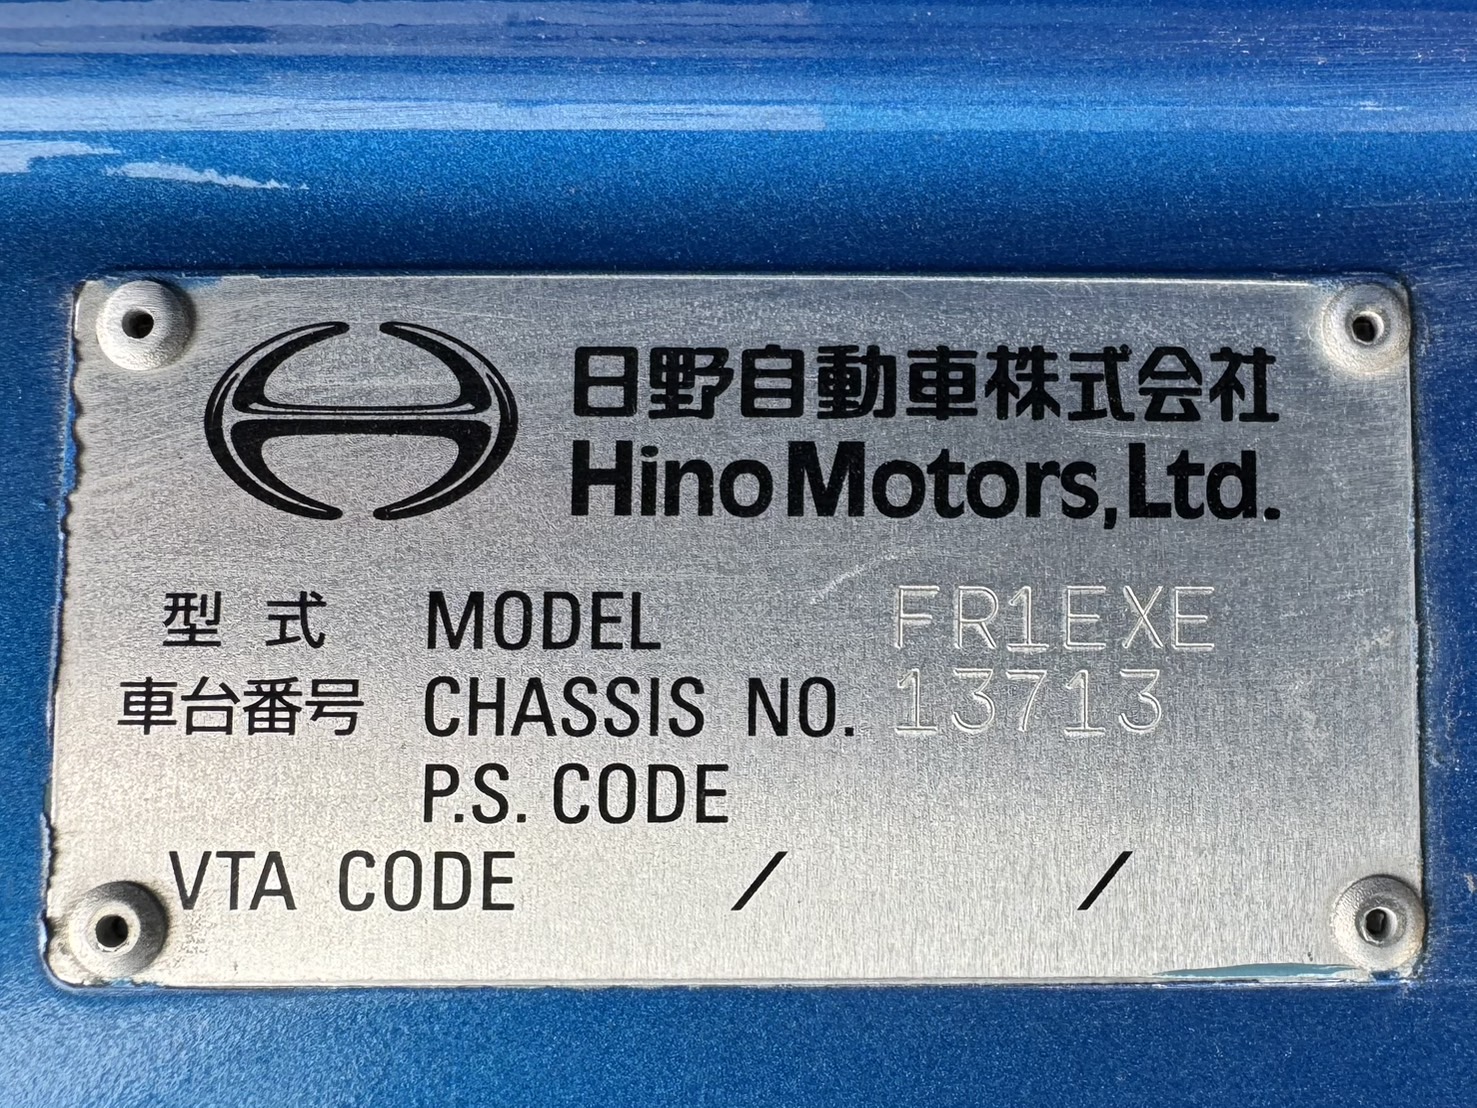 日野自動車株式会社
Hino Motors, Ltd.
型式 MODEL FR1EXE
車台番号 CHASSIS NO. 13713
P.S. CODE
VTA CODE / /